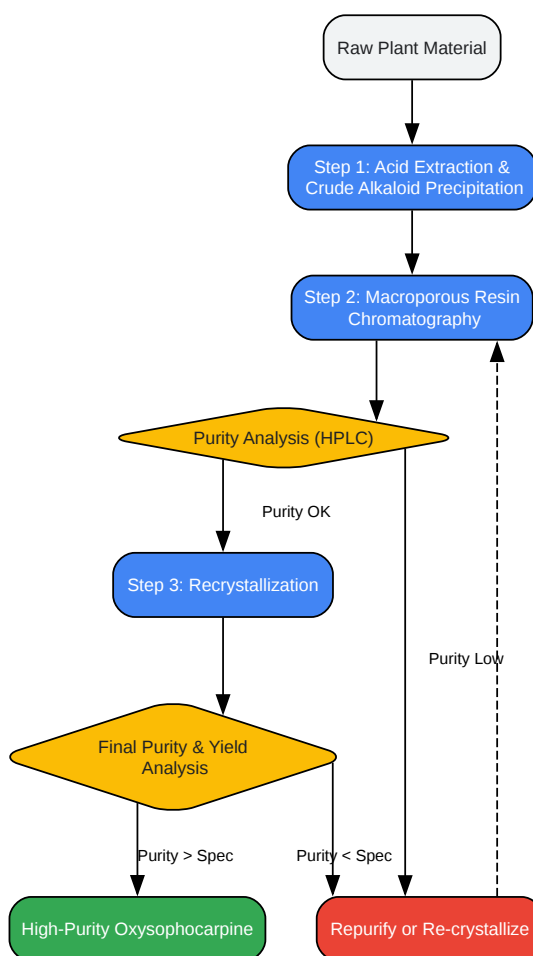 Raw Plant Material
Step 1: Acid Extraction &
Crude Alkaloid Precipitation
Step 2: Macroporous Resin
Chromatography
Purity Analysis (HPLC)
Purity OK
Step 3: Recrystallization
Purity Low
Final Purity & Yield
Analysis
Purity > Spec
Purity < Spec
High-Purity Oxysophocarpine
Repurify or Re-crystallize